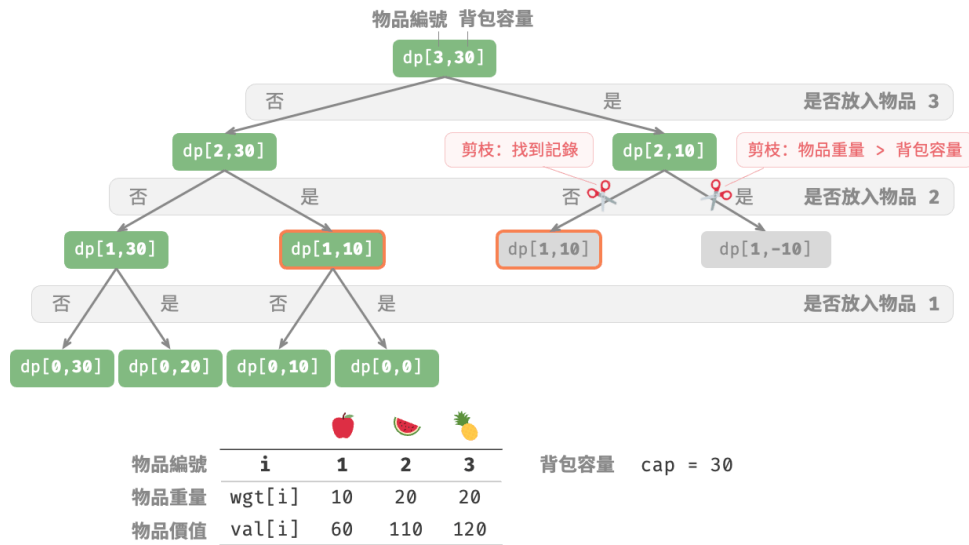 物品編號 背包容量
dp[3,30]
否 是 是否放入物品 3
dp[2,30] 剪枝：找到記錄 dp[2,10] 剪枝：物品重量 > 背包容量
否 是 否 是 是否放入物品 2
dp[1,30] dp[1,10] dp[1,10] dp[1,-10]
否 是 否 是 是否放入物品 1
dp[0,30] dp[0,20] dp[0,10] dp[0,0]
物品編號 i 1 2 3 背包容量 cap = 30
物品重量 wgt[i] 10 20 20
物品價值 val[i] 60 110 120